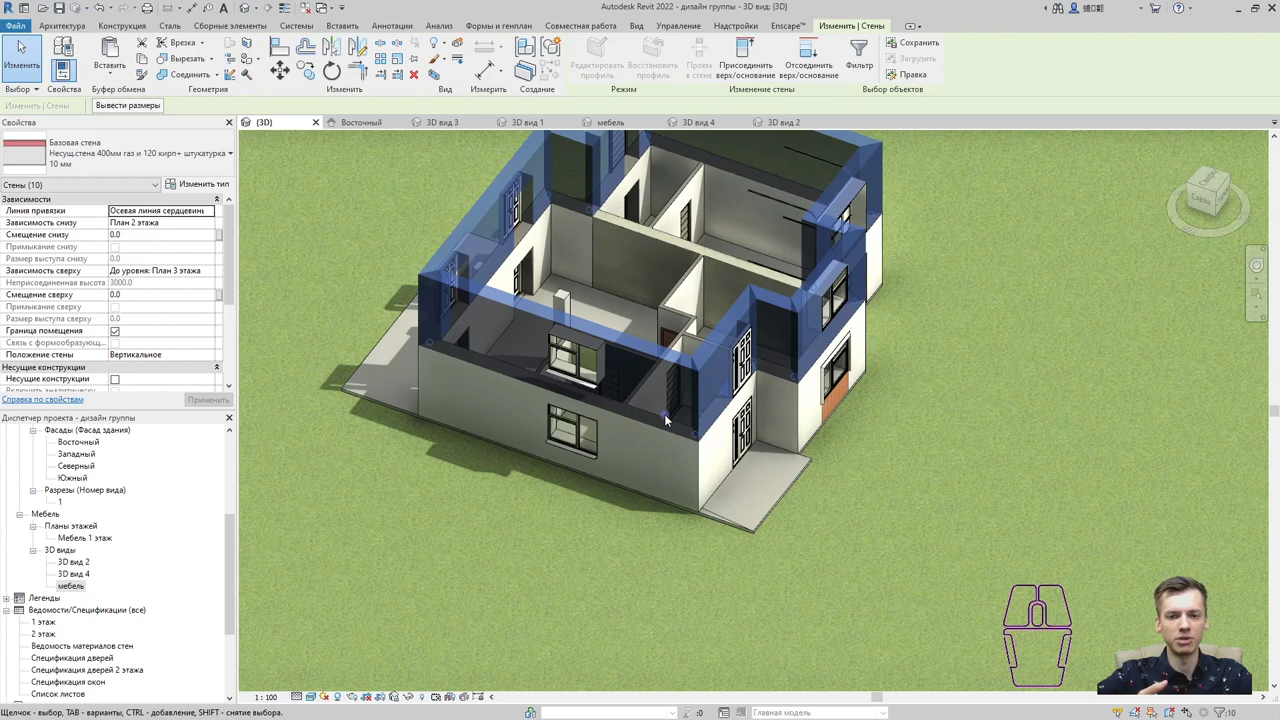 Autodesk Revit 2022 - дизайн группы - 3D вид: {3D}
Файл Архитектура Конструкция Сталь Сборные элементы Системы Вставить Аннотации Анализ Формы и генплан Совместная работа Вид Управление Надстройки Enscape™ Изменить | Стены
Врезка Сохранить
Вырезать Загрузить
Изменить Вставить Соединить Редактировать профиль Восстановить профиль Проем в стене Присоединить верх/основание Отсоединить верх/основание Фильтр Правка
Выбор Свойства Буфер обмена Геометрия Изменить Вид Измерить Создание Режим Изменение стены Выбор объектов
Изменить | Стены Вывести размеры
Свойства {3D} Восточный 3D вид 3 3D вид 1 мебель 3D вид 4 3D вид 2
Базовая стена
Несущ.стена 400мм газ и 120 кирп+ штукатурка
10 мм
Стены (10) Изменить тип
Зависимости
Линия привязки Осевая линия сердцевин
Зависимость снизу План 2 этажа
Смещение снизу 0.0
Примыкание снизу
Размер выступа снизу 0.0
Зависимость сверху До уровня: План 3 этажа
Неприсоединенная высота 3000.0
Смещение сверху 0.0
Примыкание сверху
Размер выступа сверху 0.0
Граница помещения
Связь с формообразующ...
Положение стены Вертикальное
Несущие конструкции
Несущие конструкции
Справка по свойствам Применить
Диспетчер проекта - дизайн группы
Фасады (Фасад здания)
Восточный
Западный
Северный
Южный
Разрезы (Номер вида)
1
Мебель
Планы этажей
Мебель 1 этаж
3D виды
3D вид 2
3D вид 4
мебель
Легенды
Ведомости/Спецификации (все)
1 этаж
2 этаж
Ведомость материалов стен
Спецификация дверей
Спецификация дверей 2 этажа
Спецификация окон
Список листов
1 : 100
Щелчок - выбор, TAB - варианты, CTRL - добавление, SHIFT - снятие выбора. :0 Главная модель :10